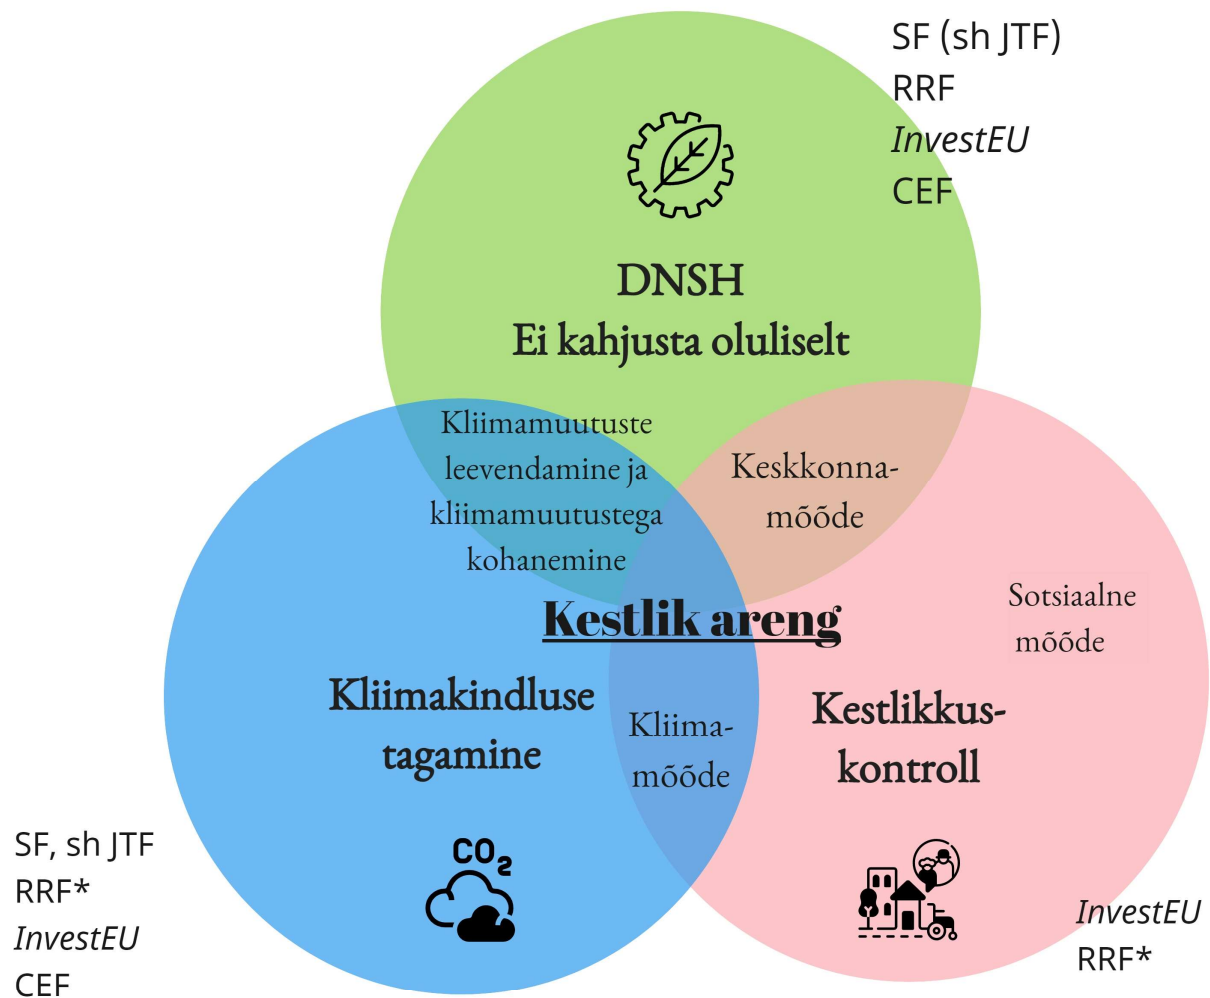 SF (sh JTF)
RRF
InvestEU
CEF
DNSH
Ei kahjusta oluliselt
Kliimamuutuste
leevendamine ja
kliimamuutustega
kohanemine
Keskkonna-
mõõde
Sotsiaalne
mõõde
Kestlik areng
Kliimakindluse
tagamine
Kliima-
mõõde
Kestlikkus-
kontroll
CO2
SF, sh JTF
RRF*
InvestEU
CEF
InvestEU
RRF*